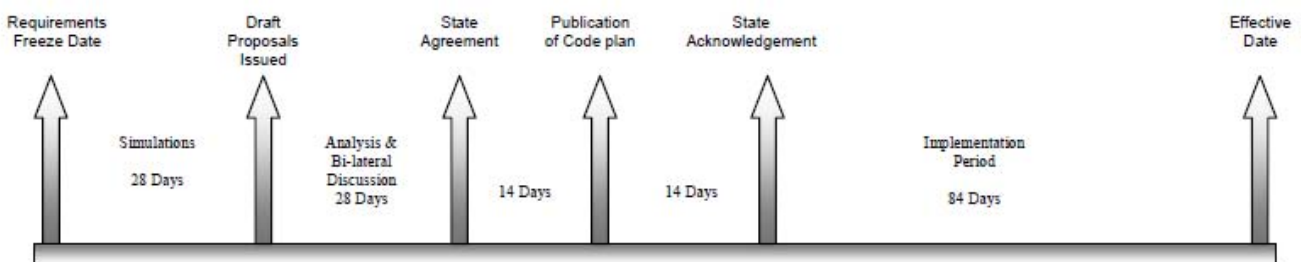 Requirements
Freeze Date
Draft
Proposals
Issued
State
Agreement
Publication
of Code plan
State
Acknowledgement
Effective
Date
Simulations
28 Days
Analysis &
Bi-lateral
Discussion
28 Days
14 Days
14 Days
Implementation
Period
84 Days